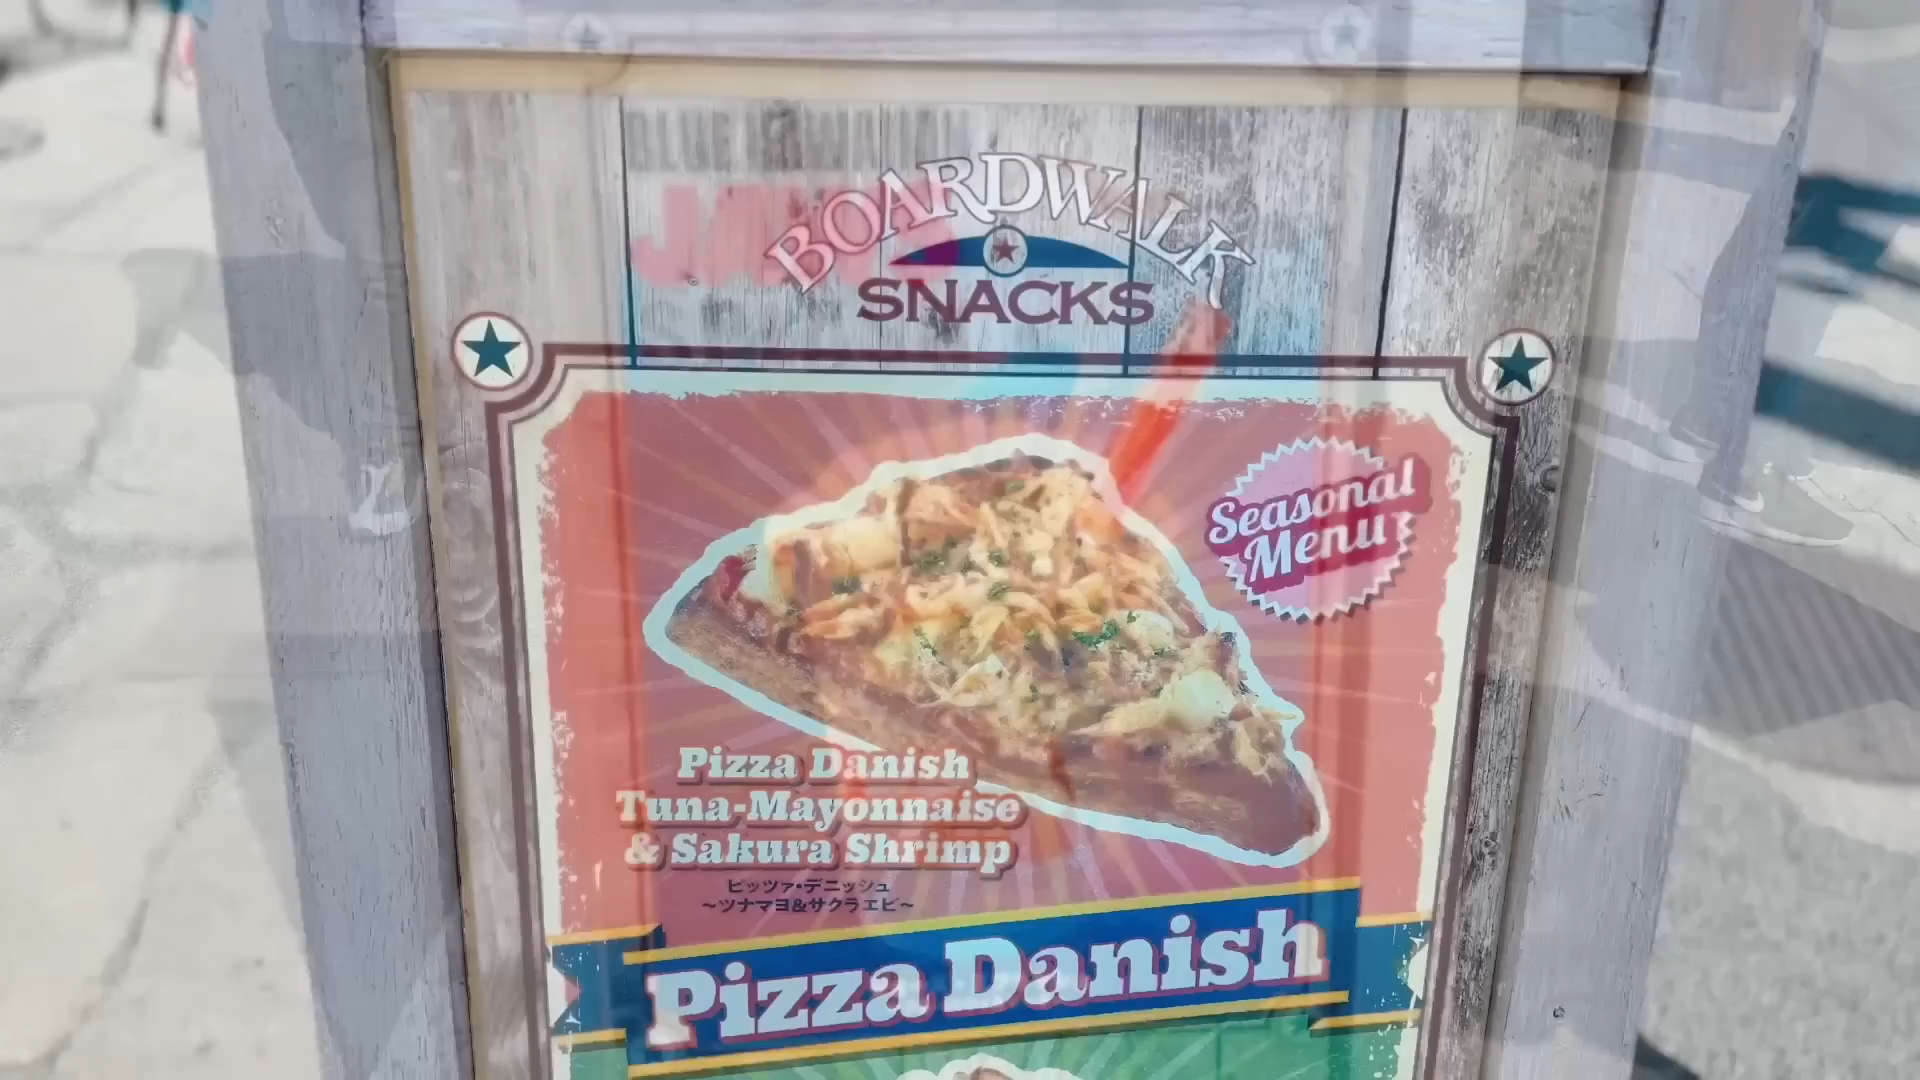 BOARDWALK
SNACKS
Seasonal
Menu
Pizza Danish
Tuna-Mayonnaise
& Sakura Shrimp
ピッツァ・デニッシュ
～ツナマヨ&サクラエビ～
Pizza Danish